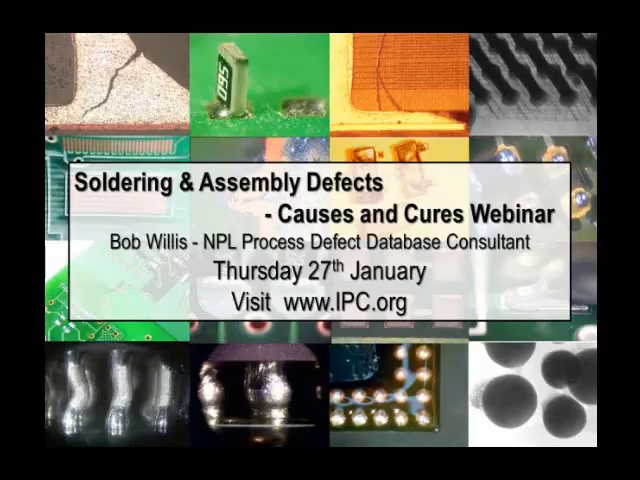 095
Soldering & Assembly Defects
- Causes and Cures Webinar
Bob Willis - NPL Process Defect Database Consultant
Thursday 27th January
Visit www.IPC.org